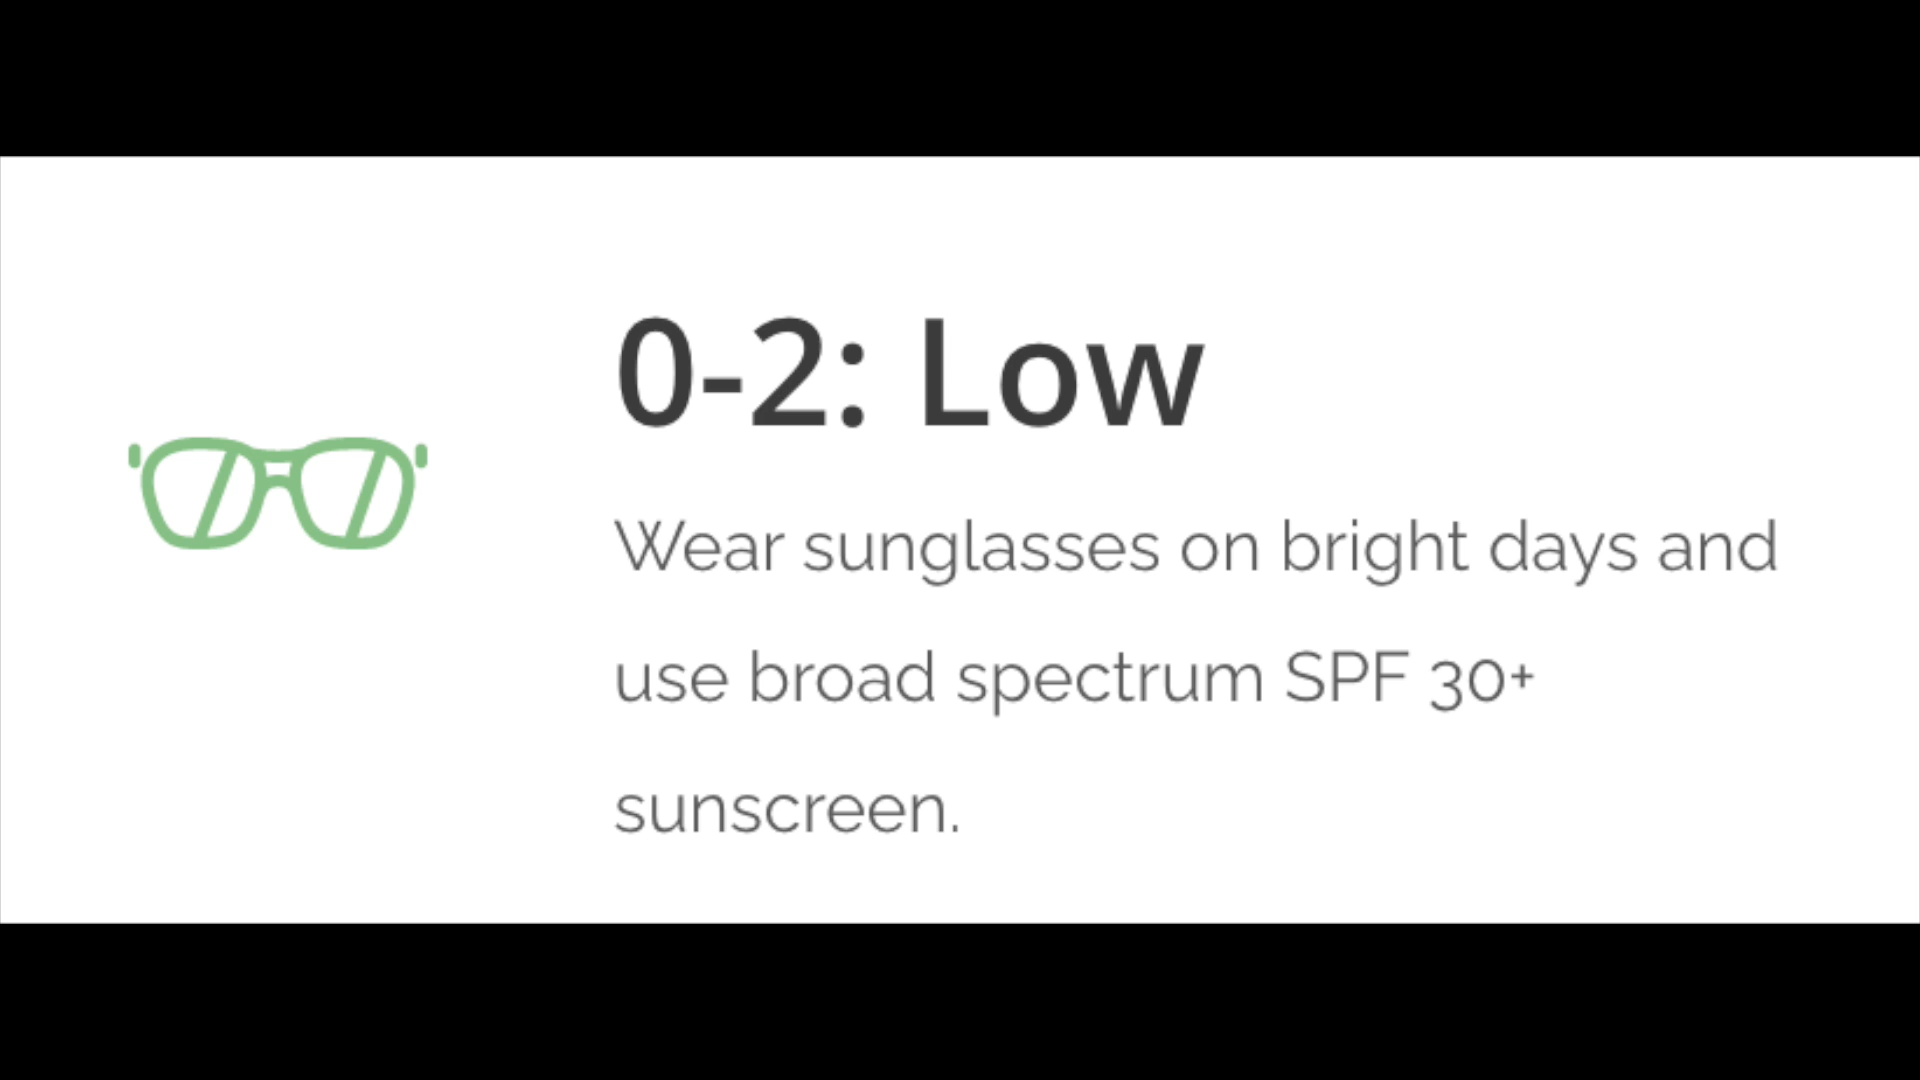 0-2: Low
Wear sunglasses on bright days and
use broad spectrum SPF 30+
sunscreen.